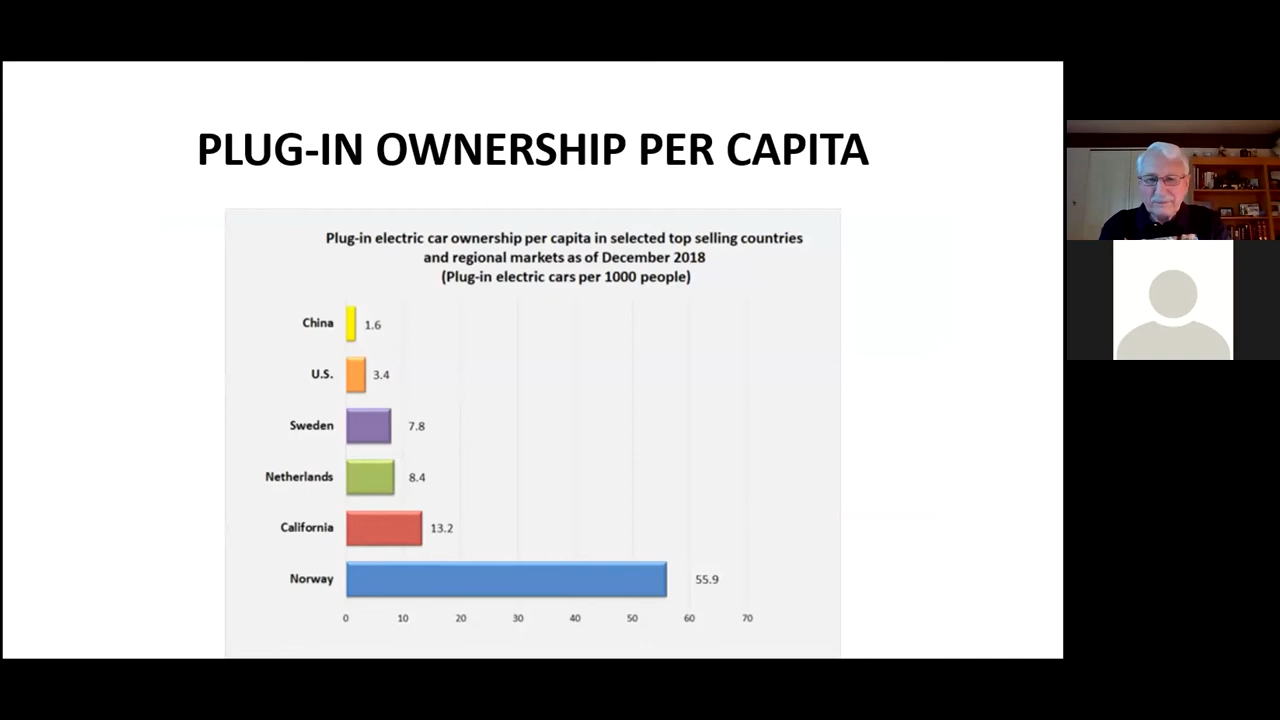 PLUG-IN OWNERSHIP PER CAPITA
Plug-in electric car ownership per capita in selected top selling countries
and regional markets as of December 2018
(Plug-in electric cars per 1000 people)
China 1.6
U.S. 3.4
Sweden 7.8
Netherlands 8.4
California 13.2
Norway 55.9
0 10 20 30 40 50 60 70